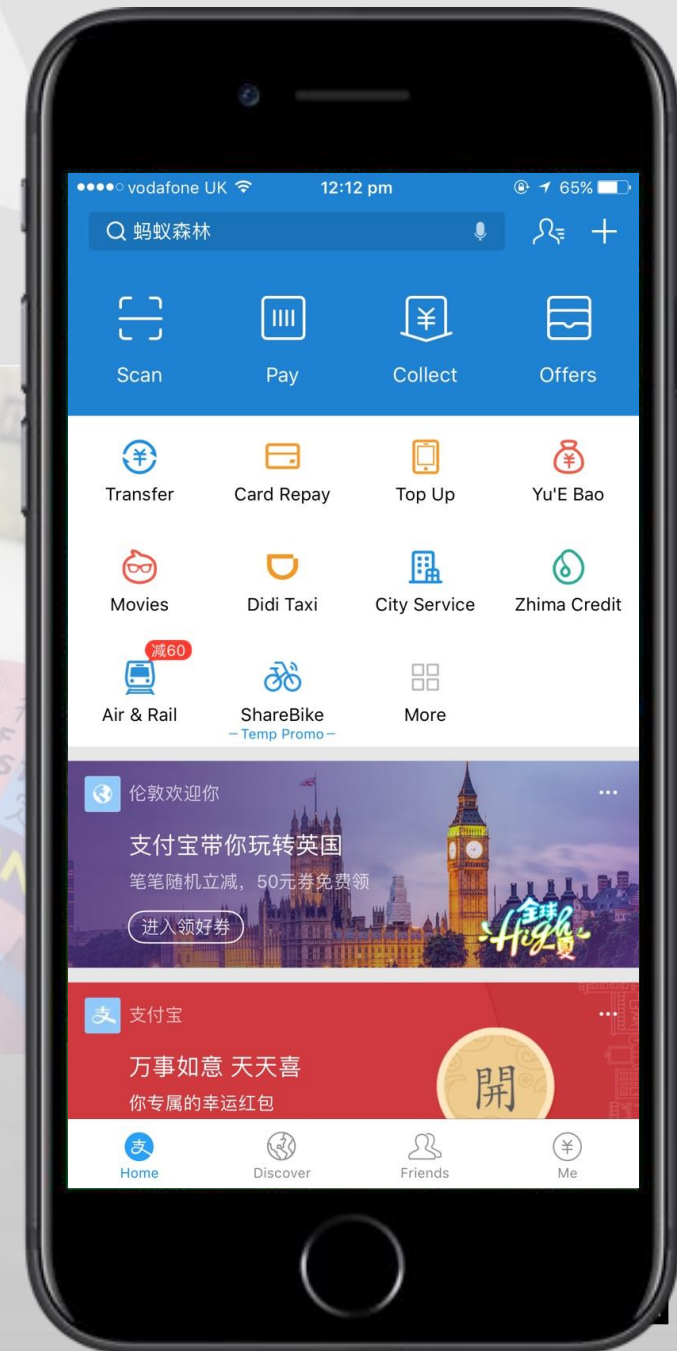 vodafone UK 12:12 pm 65%
蚂蚁森林
Scan Pay Collect Offers
Transfer Card Repay Top Up Yu'E Bao
Movies Didi Taxi City Service Zhima Credit
减60
Air & Rail ShareBike More
Temp Promo
伦敦欢迎你
支付宝带你玩转英国
笔笔随机立减，50元券免费领
进入领好券
全球
High夏
支 支付宝
万事如意 天天喜
開
你专属的幸运红包
支
Home Discover Friends Me